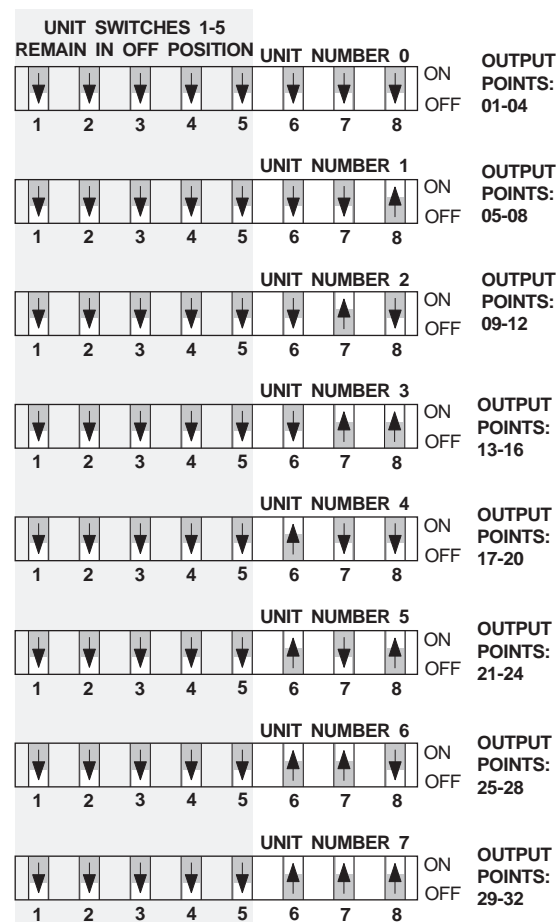 UNIT SWITCHES 1-5
REMAIN IN OFF POSITION
UNIT NUMBER 0
ON
OFF
1 2 3 4 5 6 7 8
OUTPUT
POINTS:
01-04
UNIT NUMBER 1
ON
OFF
1 2 3 4 5 6 7 8
OUTPUT
POINTS:
05-08
UNIT NUMBER 2
ON
OFF
1 2 3 4 5 6 7 8
OUTPUT
POINTS:
09-12
UNIT NUMBER 3
ON
OFF
1 2 3 4 5 6 7 8
OUTPUT
POINTS:
13-16
UNIT NUMBER 4
ON
OFF
1 2 3 4 5 6 7 8
OUTPUT
POINTS:
17-20
UNIT NUMBER 5
ON
OFF
1 2 3 4 5 6 7 8
OUTPUT
POINTS:
21-24
UNIT NUMBER 6
ON
OFF
1 2 3 4 5 6 7 8
OUTPUT
POINTS:
25-28
UNIT NUMBER 7
ON
OFF
1 2 3 4 5 6 7 8
OUTPUT
POINTS:
29-32